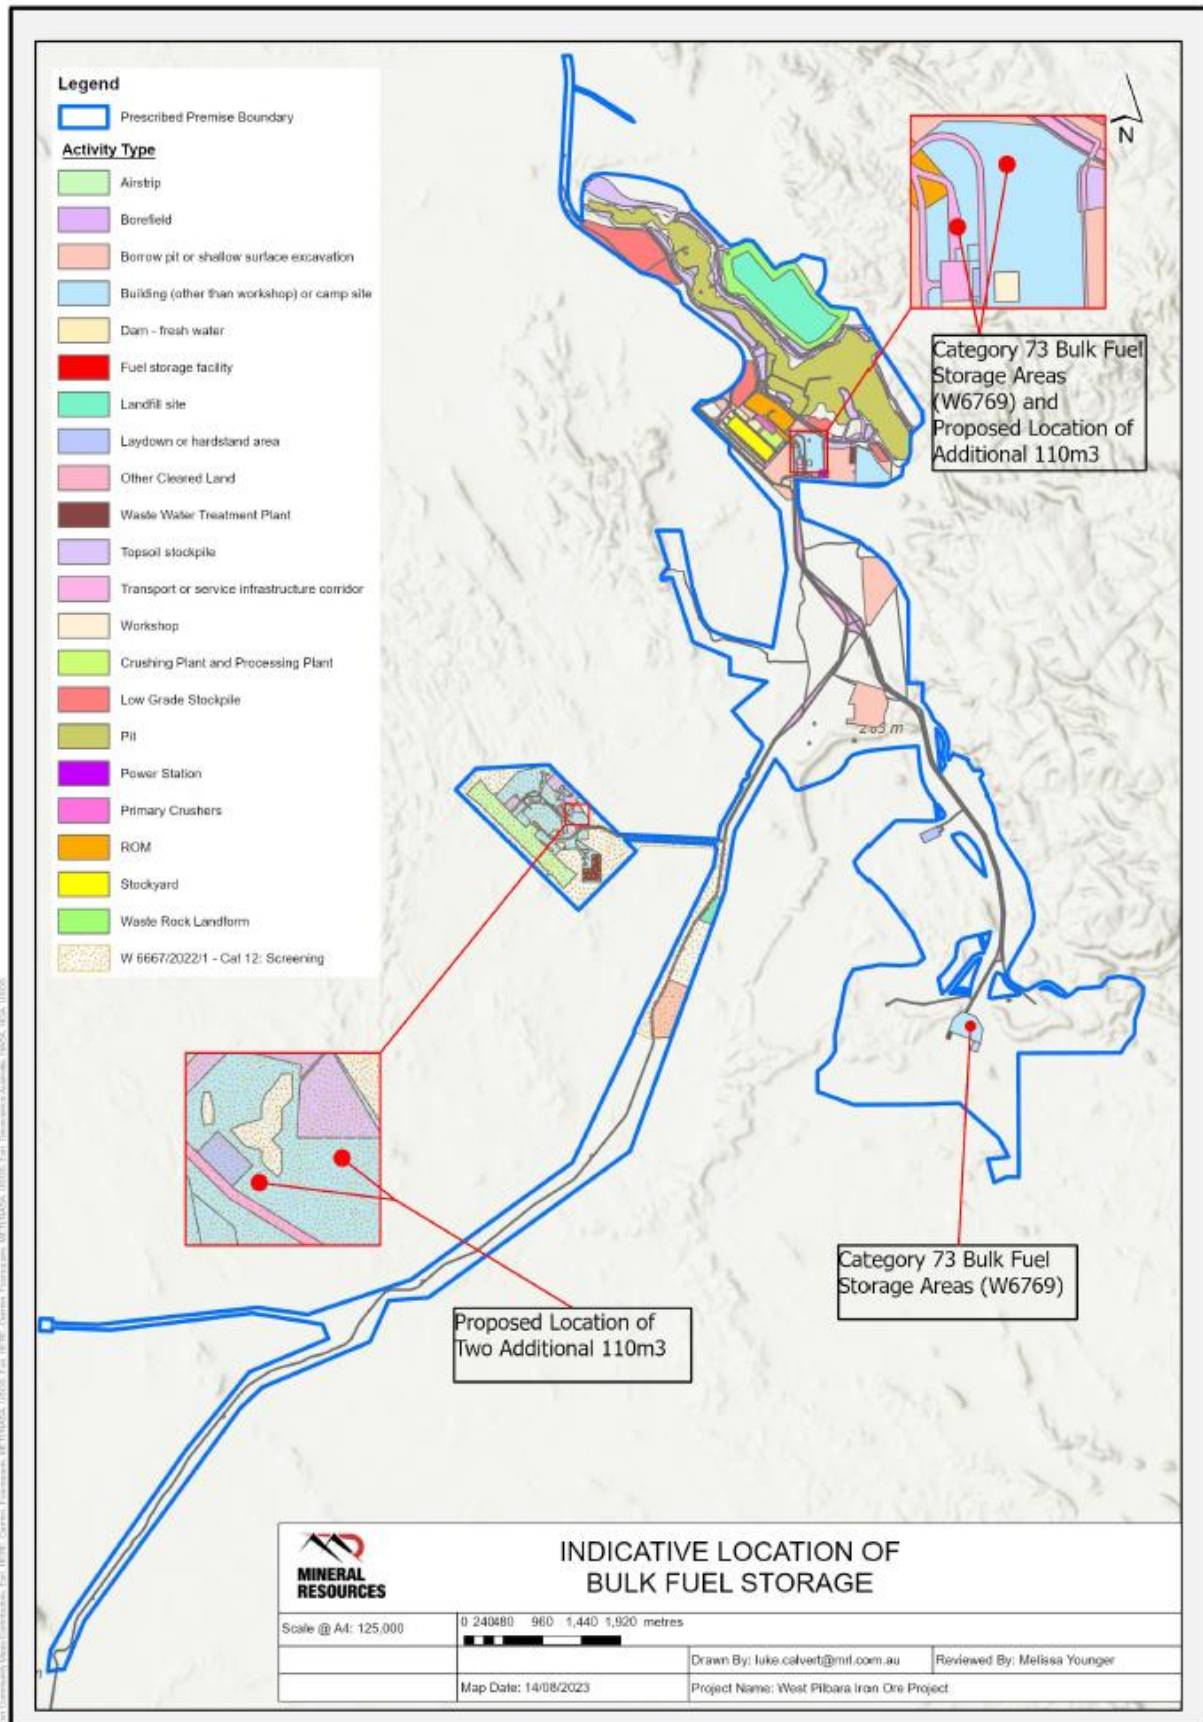 Legend
Prescribed Premise Boundary
Activity Type
Airstrip
Borefield
Borrow pit or shallow surface excavation
Building (other than workshop) or camp site
Dam - fresh water
Fuel storage facility
Landfill site
Laydown or hardstand area
Other Cleared Land
Waste Water Treatment Plant
Topsoil stockpile
Transport or service infrastructure corridor
Workshop
Crushing Plant and Processing Plant
Low Grade Stockpile
Pit
Power Station
Primary Crushers
ROM
Stockyard
Waste Rock Landform
W 6667/2022/1 - Cat 12: Screening
N
Category 73 Bulk Fuel
Storage Areas
(W6769) and
Proposed Location of
Additional 110m3
Category 73 Bulk Fuel
Storage Areas (W6769)
Proposed Location of
Two Additional 110m3
MINERAL
RESOURCES
INDICATIVE LOCATION OF
BULK FUEL STORAGE
Scale @ A4: 125,000
0 240480 960 1,440 1,920 metres
Drawn By: luke.calvert@mrl.com.au
Reviewed By: Melissa Younger
Map Date: 14/08/2023
Project Name: West Pilbara Iron Ore Project